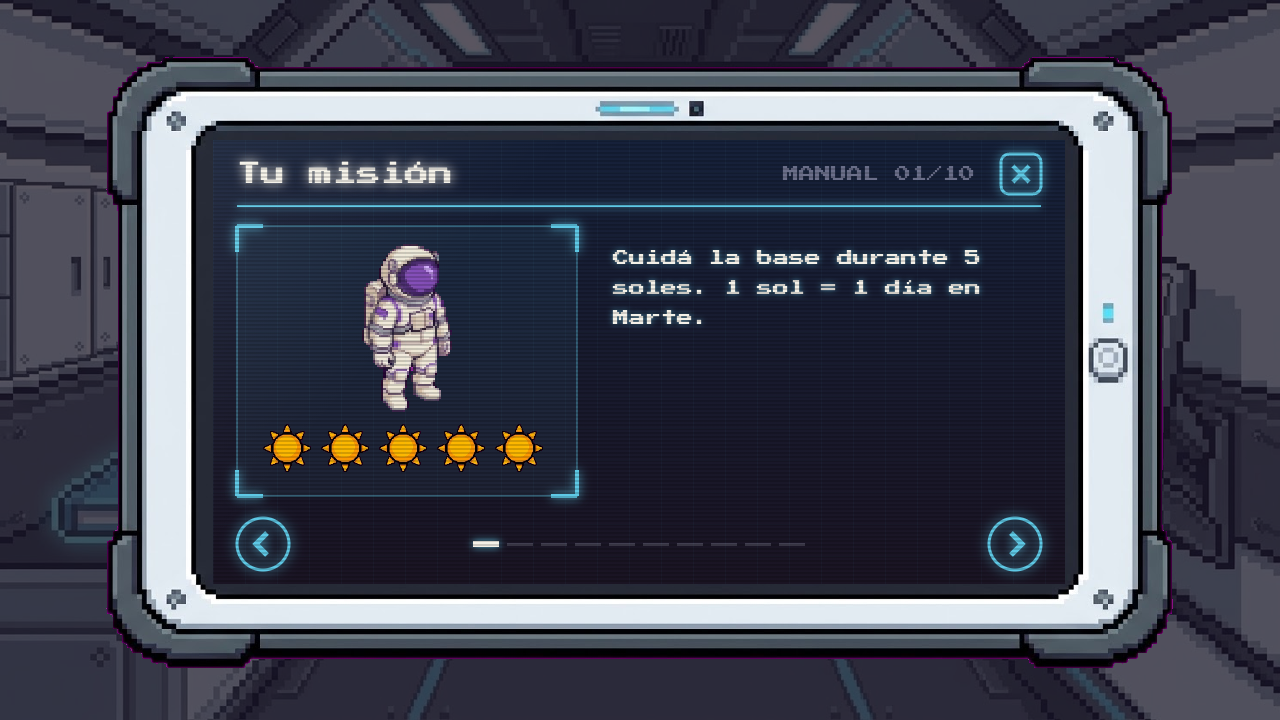 Tu misión
MANUAL 01/10
Cuidá la base durante 5
soles. 1 sol = 1 día en
Marte.